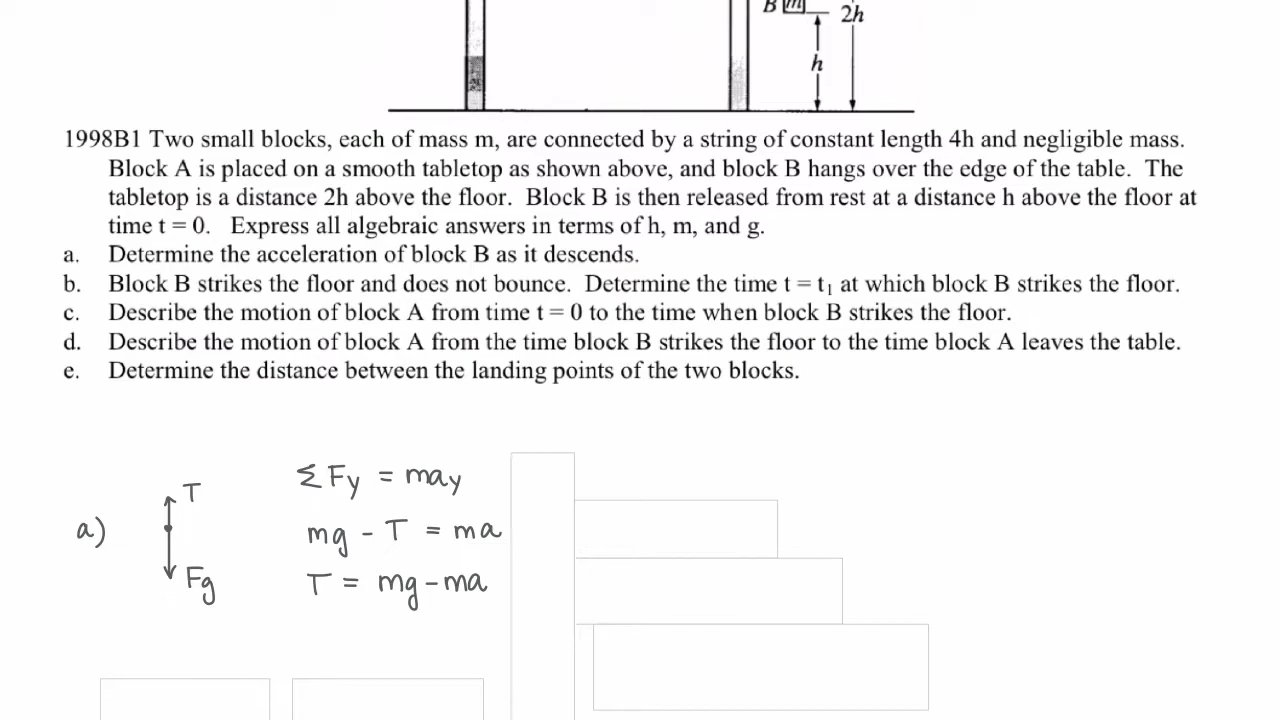 B m
2h
h
1998B1 Two small blocks, each of mass m, are connected by a string of constant length 4h and negligible mass.
Block A is placed on a smooth tabletop as shown above, and block B hangs over the edge of the table. The
tabletop is a distance 2h above the floor. Block B is then released from rest at a distance h above the floor at
time t = 0. Express all algebraic answers in terms of h, m, and g.
a. Determine the acceleration of block B as it descends.
b. Block B strikes the floor and does not bounce. Determine the time t = t₁ at which block B strikes the floor.
c. Describe the motion of block A from time t = 0 to the time when block B strikes the floor.
d. Describe the motion of block A from the time block B strikes the floor to the time block A leaves the table.
e. Determine the distance between the landing points of the two blocks.
a)
T
Fg
ΣFy = may
mg - T = ma
T = mg - ma